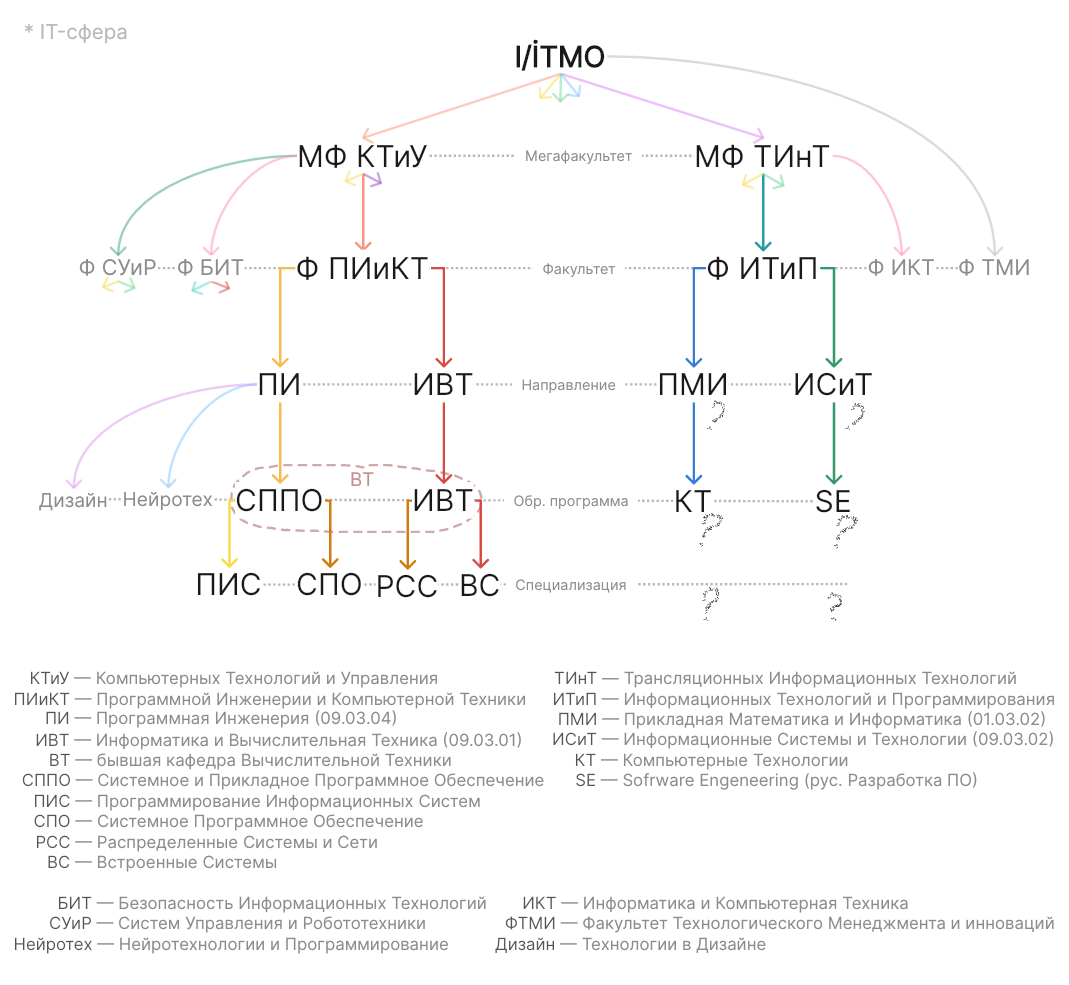 * IT-сфера
I/İTMO
МФ КТиУ Мегафакультет МФ ТИнТ
Ф СУиР Ф БИТ Ф ПИиКТ Факультет Ф ИТиП Ф ИКТ Ф ТМИ
ПИ ИВТ Направление ПМИ ИСиТ
? ?
ВТ
Дизайн Нейротех СППО ИВТ Обр. программа КТ SE
? ?
ПИС СПО РСС ВС Специализация ? ?
КТиУ — Компьютерных Технологий и Управления
ПИиКТ — Программной Инженерии и Компьютерной Техники
ПИ — Программная Инженерия (09.03.04)
ИВТ — Информатика и Вычислительная Техника (09.03.01)
ВТ — бывшая кафедра Вычислительной Техники
СППО — Системное и Прикладное Программное Обеспечение
ПИС — Программирование Информационных Систем
СПО — Системное Программное Обеспечение
РСС — Распределенные Системы и Сети
ВС — Встроенные Системы
ТИнТ — Трансляционных Информационных Технологий
ИТиП — Информационных Технологий и Программирования
ПМИ — Прикладная Математика и Информатика (01.03.02)
ИСиТ — Информационные Системы и Технологии (09.03.02)
КТ — Компьютерные Технологии
SE — Sofrware Engeneering (рус. Разработка ПО)
БИТ — Безопасность Информационных Технологий
СУиР — Систем Управления и Робототехники
Нейротех — Нейротехнологии и Программирование
ИКТ — Информатика и Компьютерная Техника
ФТМИ — Факультет Технологического Менеджмента и инноваций
Дизайн — Технологии в Дизайне